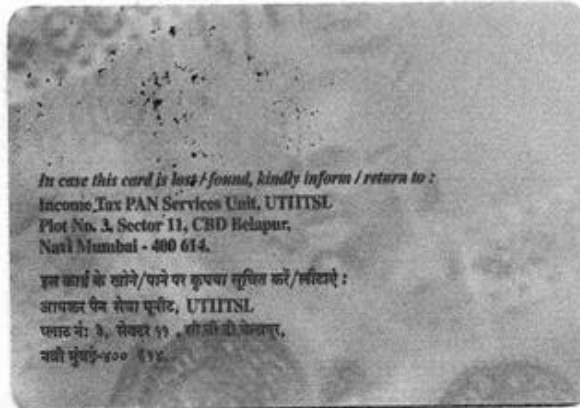 In case this card is lost / found, kindly inform / return to :
Income Tax PAN Services Unit, UTIITSL
Plot No. 3, Sector 11, CBD Belapur,
Navi Mumbai - 400 614.
इस कार्ड के खोने/पाने पर कृपया सूचित करें/लौटाएं :
आयकर पैन सेवा यूनीट, UTIITSL
प्लाट नं: ३, सेक्टर ११ , सी.बी.डी.बेलापूर,
नवी मुंबई-४०० ६१४.